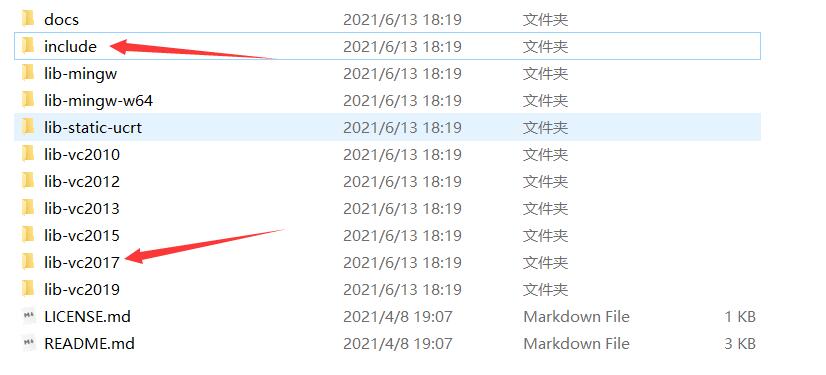 docs 2021/6/13 18:19 文件夹
include 2021/6/13 18:19 文件夹
lib-mingw 2021/6/13 18:19 文件夹
lib-mingw-w64 2021/6/13 18:19 文件夹
lib-static-ucrt 2021/6/13 18:19 文件夹
lib-vc2010 2021/6/13 18:19 文件夹
lib-vc2012 2021/6/13 18:19 文件夹
lib-vc2013 2021/6/13 18:19 文件夹
lib-vc2015 2021/6/13 18:19 文件夹
lib-vc2017 2021/6/13 18:19 文件夹
lib-vc2019 2021/6/13 18:19 文件夹
LICENSE.md 2021/4/8 19:07 Markdown File 1 KB
README.md 2021/4/8 19:07 Markdown File 3 KB